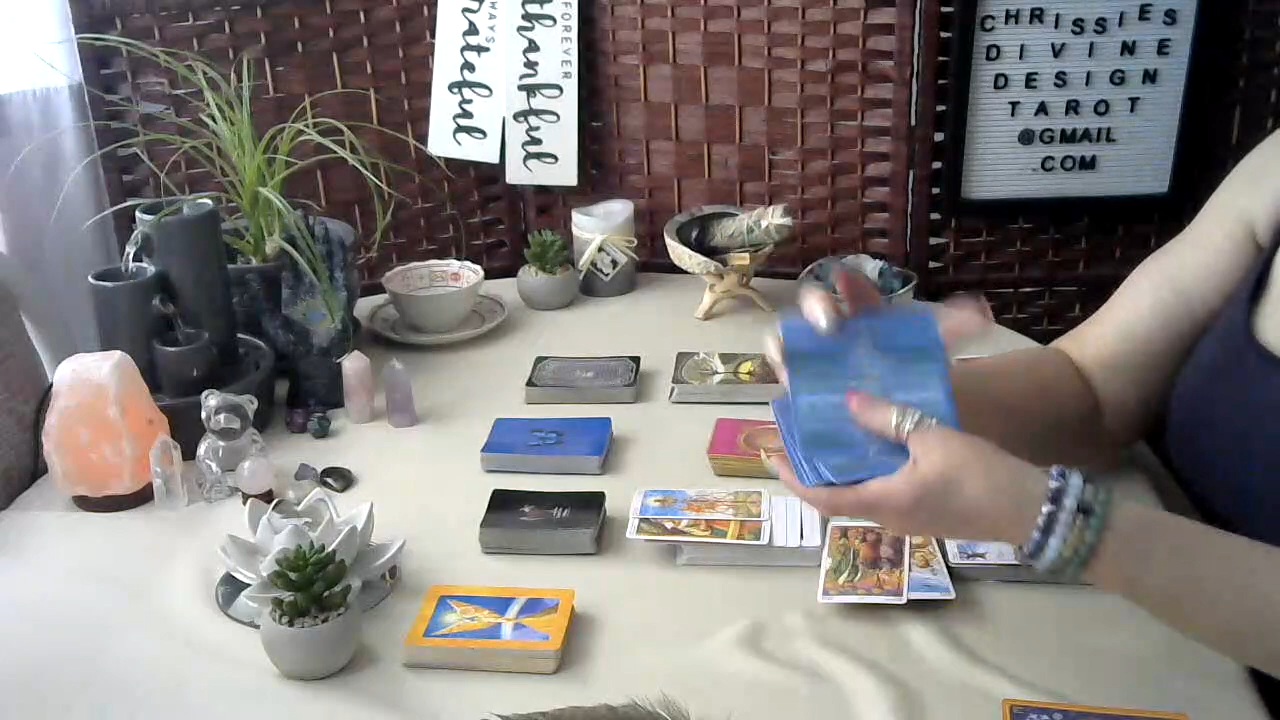 ALWAYS
grateful
FOREVER
thankful
CHRISSIES
DIVINE
DESIGN
TAROT
@GMAIL
.COM